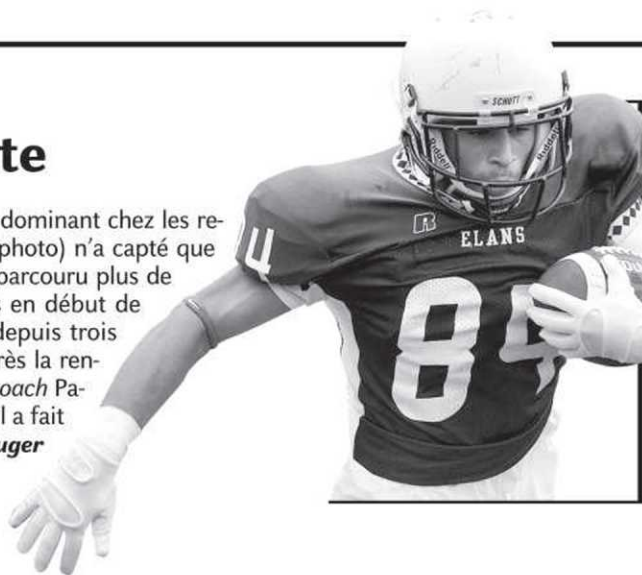 te
dominant chez les re-
photo) n'a capté que
parcouru plus de
s en début de
depuis trois
rès la ren-
oach Pa-
l a fait
uger
SCHUTT
Riddell
Riddell
R
ELANS
84
84